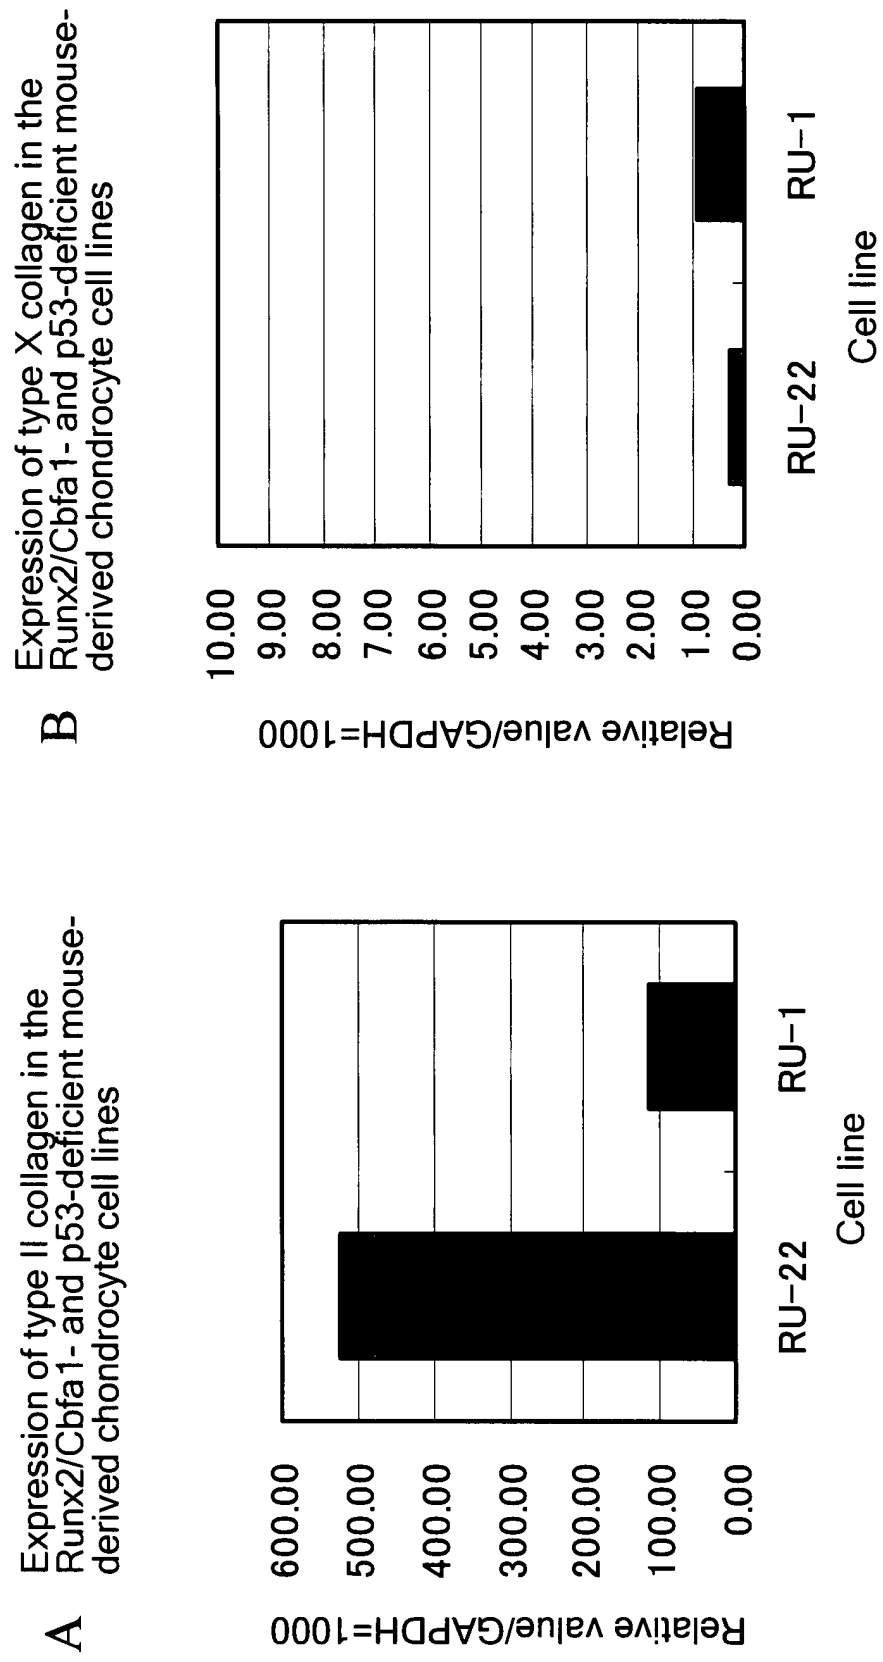 A
Expression of type II collagen in the
Runx2/Cbfa1- and p53-deficient mouse-
derived chondrocyte cell lines
Relative value/GAPDH=1000
600.00
500.00
400.00
300.00
200.00
100.00
0.00
RU-22
RU-1
Cell line
B
Expression of type X collagen in the
Runx2/Cbfa1- and p53-deficient mouse-
derived chondrocyte cell lines
Relative value/GAPDH=1000
10.00
9.00
8.00
7.00
6.00
5.00
4.00
3.00
2.00
1.00
0.00
RU-22
RU-1
Cell line